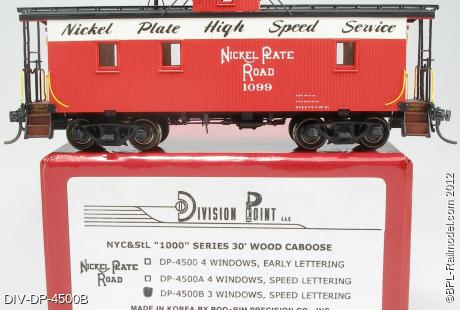 Nickel Plate High Speed Service
NICKEL PLATE
ROAD
1099
DIVISION POINT LLC
NYC&StL "1000" SERIES 30' WOOD CABOOSE
NICKEL PLATE
ROAD
DP-4500 4 WINDOWS, EARLY LETTERING
DP-4500A 4 WINDOWS, SPEED LETTERING
DP-4500B 3 WINDOWS, SPEED LETTERING
MADE IN KOREA BY BOO-RIM PRECISION CO., INC.
DIV-DP-4500B
©BPL-Railmodel.com 2012